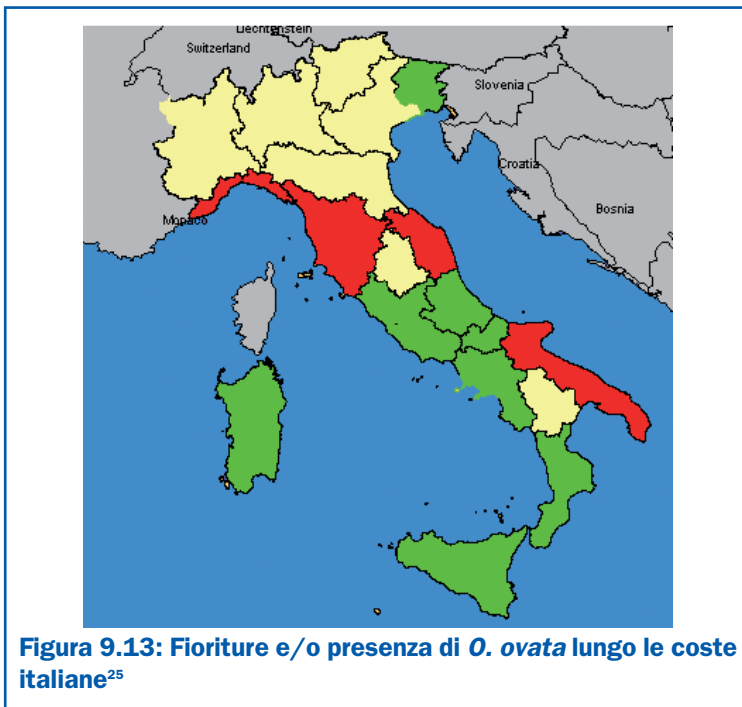 Liechtenstein
Switzerland
Slovenia
Croatia
Bosnia
Monaco
Figura 9.13: Fioriture e/o presenza di O. ovata lungo le coste
italiane25